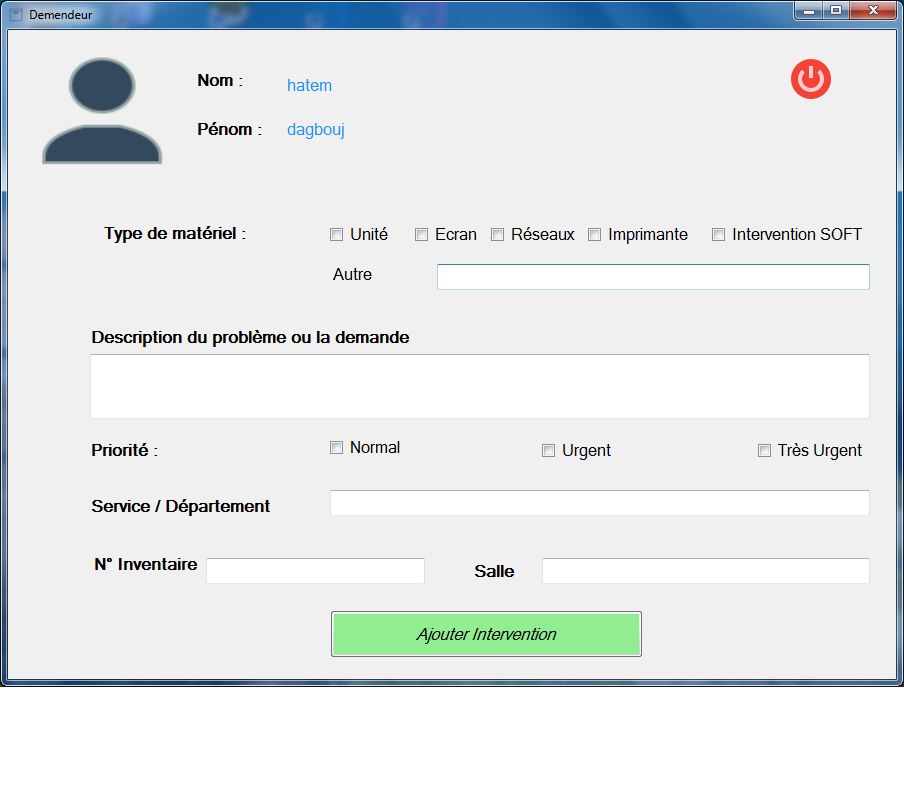 Demendeur
Nom :
hatem
Pénom :
dagbouj
Type de matériel :
Unité
Ecran
Réseaux
Imprimante
Intervention SOFT
Autre
Description du problème ou la demande
Priorité :
Normal
Urgent
Très Urgent
Service / Département
N° Inventaire
Salle
Ajouter Intervention